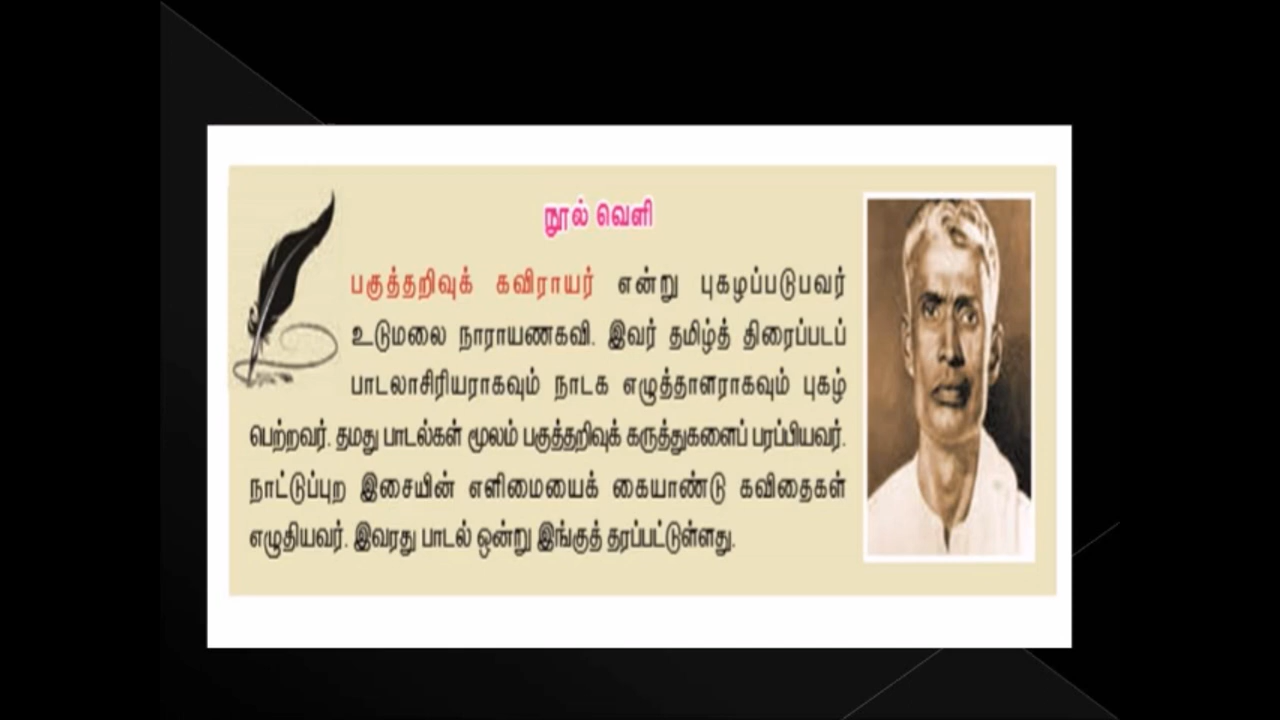 நூல் வெளி
பகுத்தறிவுக் கவிராயர் என்று புகழப்படுபவர்
உடுமலை நாராயணகவி. இவர் தமிழ்த் திரைப்படப்
பாடலாசிரியராகவும் நாடக எழுத்தாளராகவும் புகழ்
பெற்றவர். தமது பாடல்கள் மூலம் பகுத்தறிவுக் கருத்துகளைப் பரப்பியவர்.
நாட்டுப்புற இசையின் எளிமையைக் கையாண்டு கவிதைகள்
எழுதியவர். இவரது பாடல் ஒன்று இங்குத் தரப்பட்டுள்ளது.